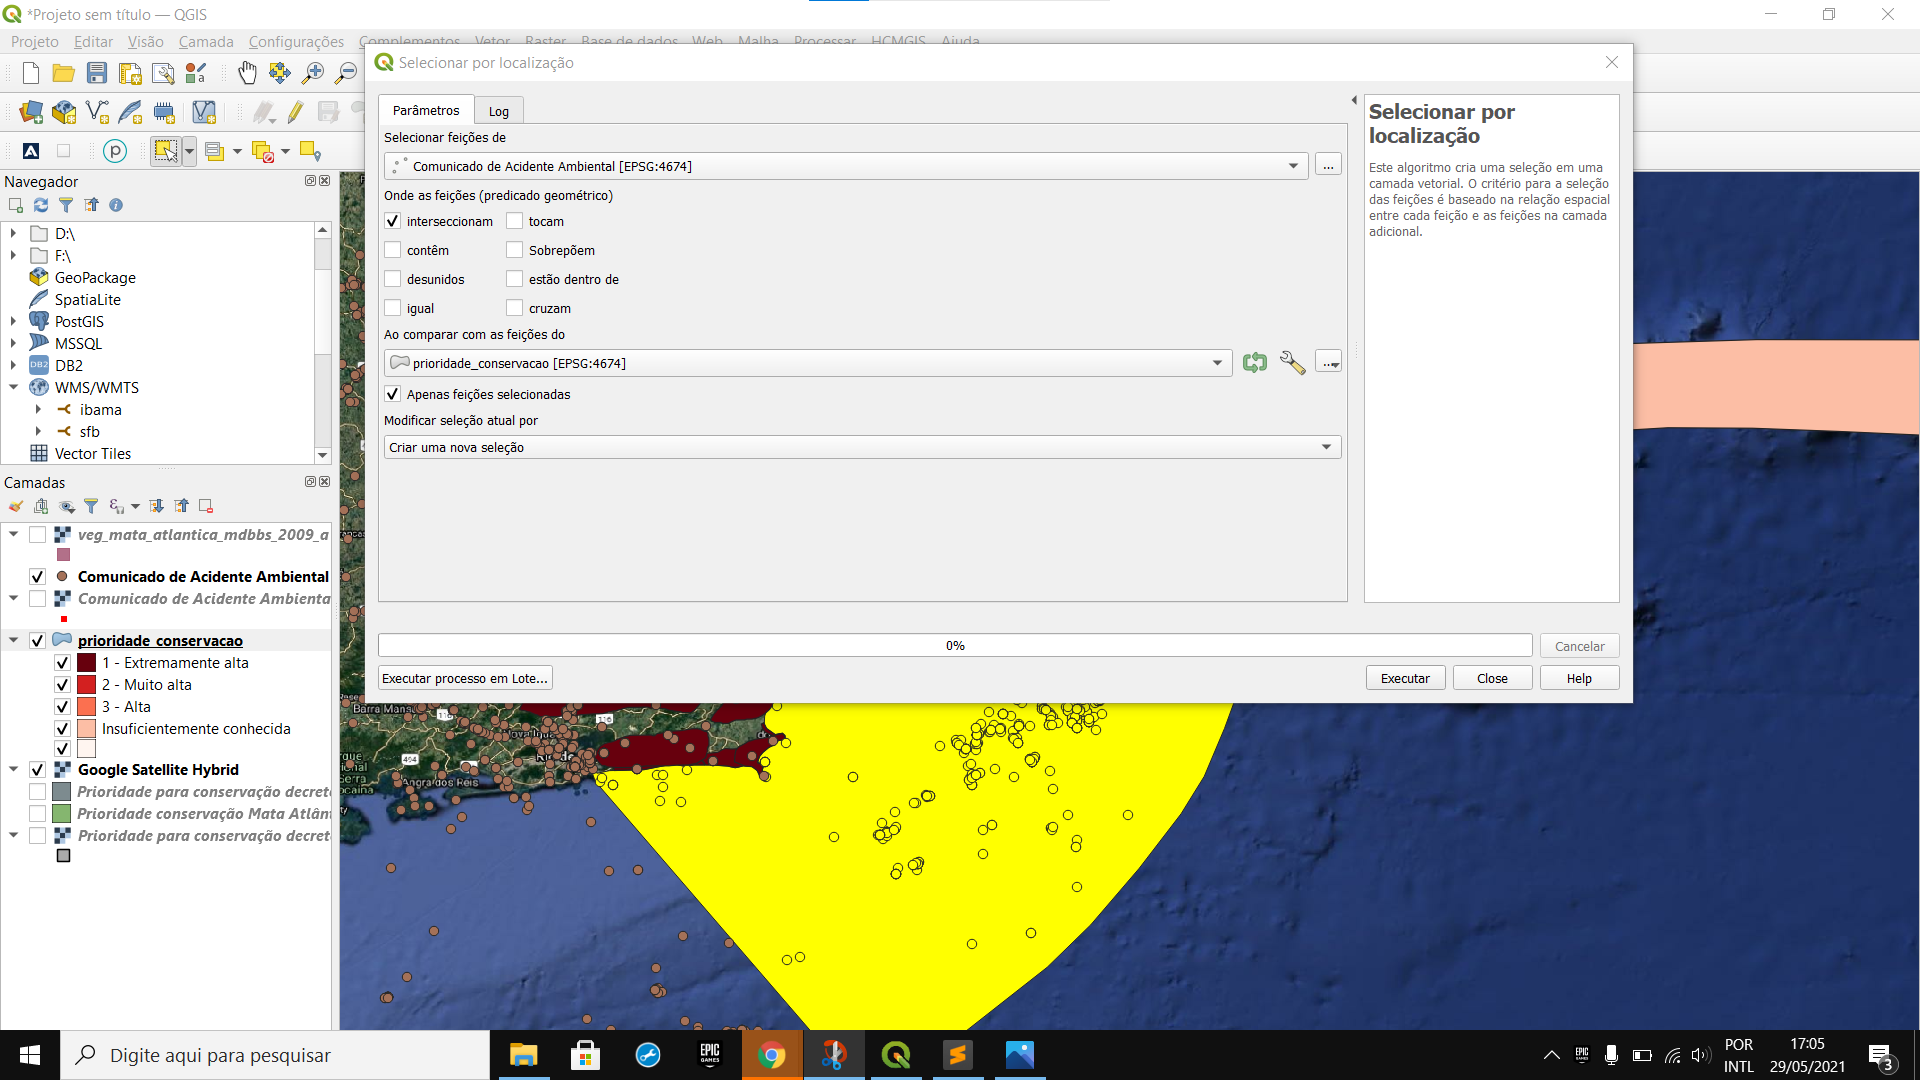 *Projeto sem título — QGIS
Projeto Editar Visão Camada Configurações Complementos Vetor Raster Base de dados Web Malha Processar HCMGIS Ajuda
Selecionar por localização
Parâmetros
Log
Selecionar feições de
Comunicado de Acidente Ambiental [EPSG:4674]
...
Onde as feições (predicado geométrico)
interseccionam
tocam
contêm
Sobrepõem
desunidos
estão dentro de
igual
cruzam
Ao comparar com as feições do
prioridade_conservacao [EPSG:4674]
...
Apenas feições selecionadas
Modificar seleção atual por
Criar uma nova seleção
0%
Cancelar
Executar processo em Lote...
Executar
Close
Help
Selecionar por
localização
Este algoritmo cria uma seleção em uma
camada vetorial. O critério para a seleção
das feições é baseado na relação espacial
entre cada feição e as feições na camada
adicional.
Navegador
D:\
F:\
GeoPackage
SpatiaLite
PostGIS
MSSQL
DB2
DB2
WMS/WMTS
ibama
sfb
Vector Tiles
Camadas
veg_mata_atlantica_mdbbs_2009_a
Comunicado de Acidente Ambiental
Comunicado de Acidente Ambienta
prioridade_conservacao
1 - Extremamente alta
2 - Muito alta
3 - Alta
Insuficientemente conhecida
Google Satellite Hybrid
Prioridade para conservação decret
Prioridade conservação Mata Atlân
Prioridade para conservação decret
Barra Mans
116
116
494
Angra dos Reis
Digite aqui para pesquisar
EPIC
GAMES
POR
INTL
17:05
29/05/2021
3